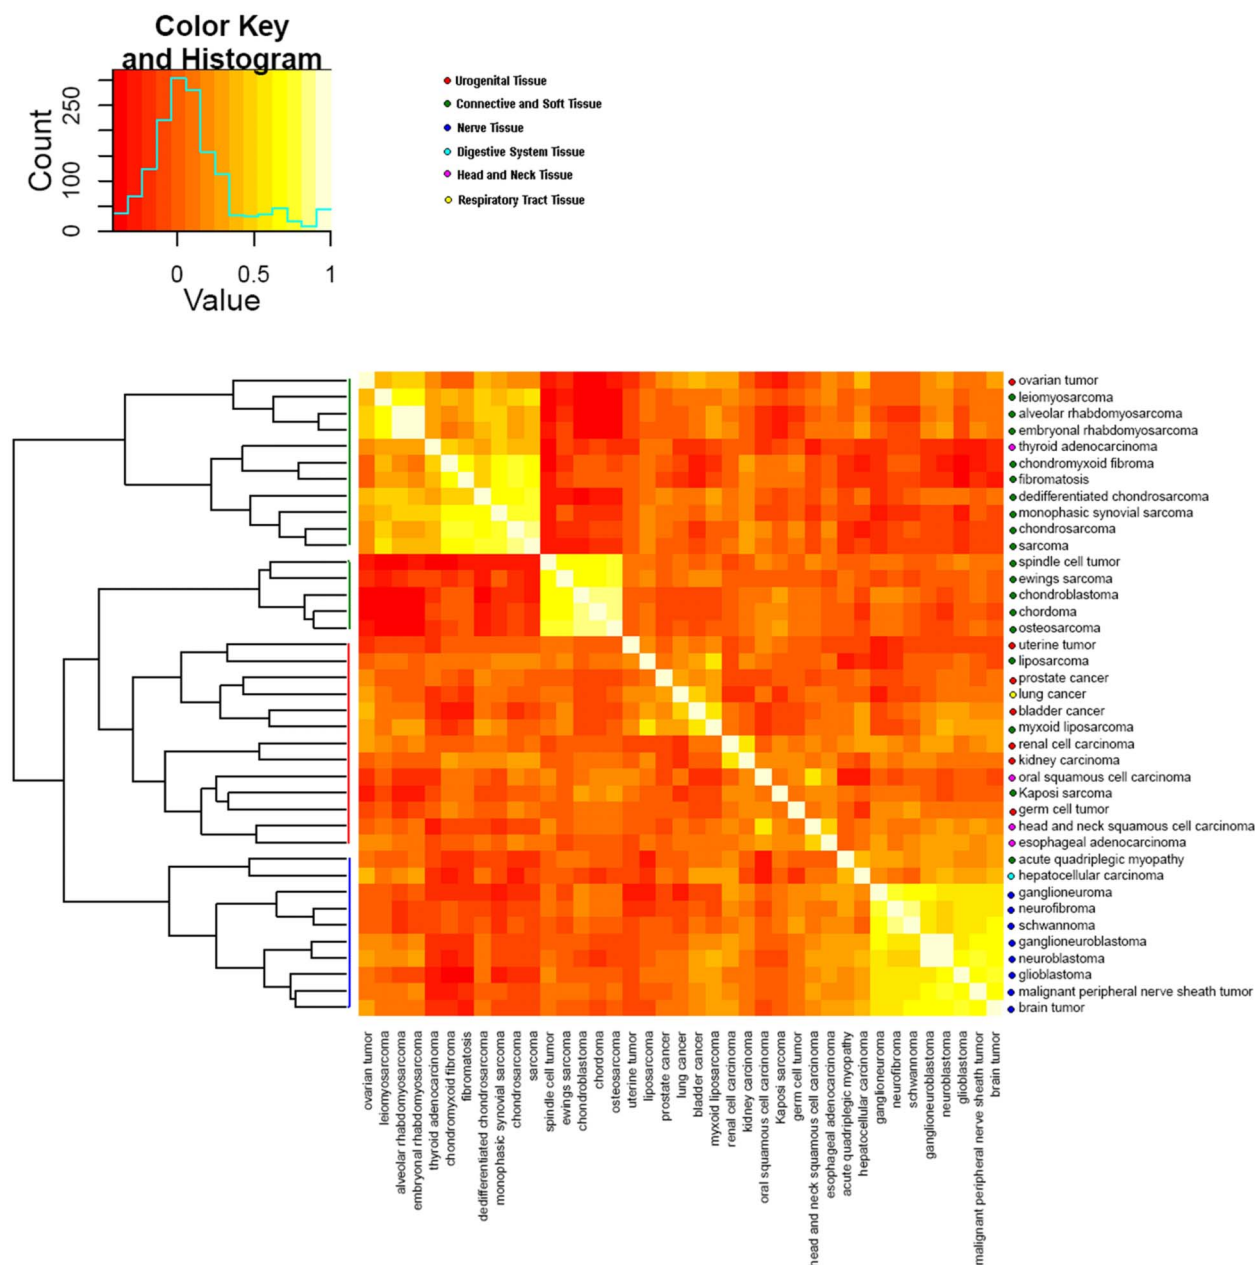 Color Key
and Histogram
Count
0
100
250
0
0.5
1
Value
Urogenital Tissue
Connective and Soft Tissue
Nerve Tissue
Digestive System Tissue
Head and Neck Tissue
Respiratory Tract Tissue
ovarian tumor
leiomyosarcoma
alveolar rhabdomyosarcoma
embryonal rhabdomyosarcoma
thyroid adenocarcinoma
chondromyxoid fibroma
fibromatosis
dedifferentiated chondrosarcoma
monophasic synovial sarcoma
chondrosarcoma
sarcoma
spindle cell tumor
ewings sarcoma
chondroblastoma
chordoma
osteosarcoma
uterine tumor
liposarcoma
prostate cancer
lung cancer
bladder cancer
myxoid liposarcoma
renal cell carcinoma
kidney carcinoma
oral squamous cell carcinoma
Kaposi sarcoma
germ cell tumor
head and neck squamous cell carcinoma
esophageal adenocarcinoma
acute quadriplegic myopathy
hepatocellular carcinoma
ganglioneuroma
neurofibroma
schwannoma
ganglioneuroblastoma
neuroblastoma
glioblastoma
malignant peripheral nerve sheath tumor
brain tumor
ovarian tumor
leiomyosarcoma
alveolar rhabdomyosarcoma
embryonal rhabdomyosarcoma
thyroid adenocarcinoma
chondromyxoid fibroma
fibromatosis
dedifferentiated chondrosarcoma
monophasic synovial sarcoma
chondrosarcoma
sarcoma
spindle cell tumor
ewings sarcoma
chondroblastoma
chordoma
osteosarcoma
uterine tumor
liposarcoma
prostate cancer
lung cancer
bladder cancer
myxoid liposarcoma
renal cell carcinoma
kidney carcinoma
oral squamous cell carcinoma
Kaposi sarcoma
germ cell tumor
head and neck squamous cell carcinoma
esophageal adenocarcinoma
acute quadriplegic myopathy
hepatocellular carcinoma
ganglioneuroma
neurofibroma
schwannoma
ganglioneuroblastoma
neuroblastoma
glioblastoma
malignant peripheral nerve sheath tumor
brain tumor